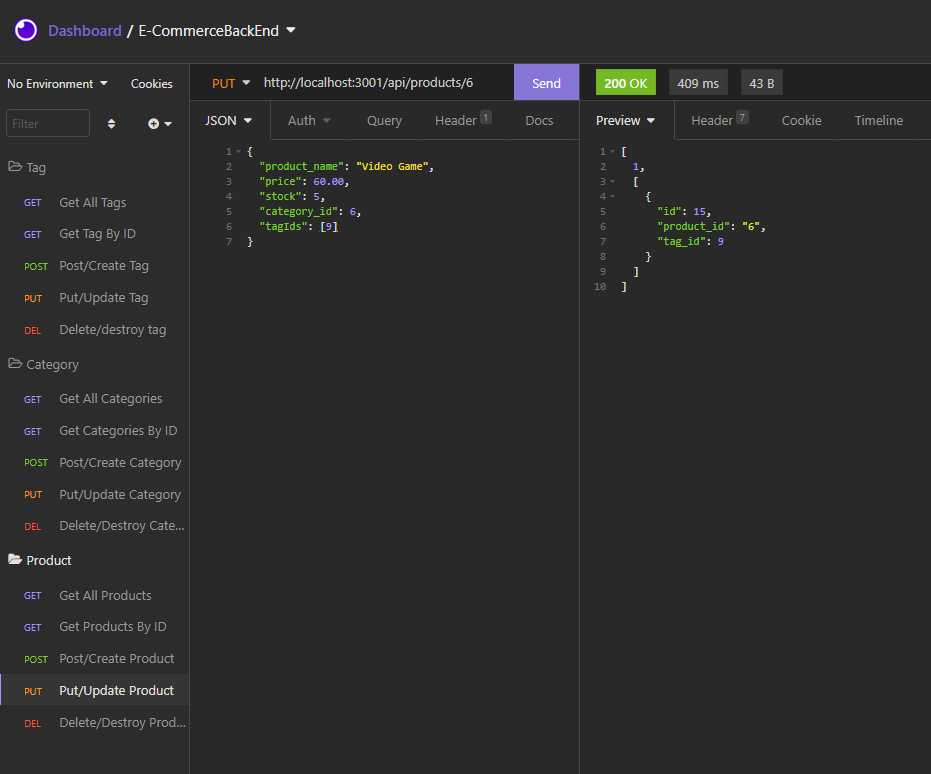 Dashboard / E-CommerceBackEnd
No Environment Cookies
Filter
Tag
GET Get All Tags
GET Get Tag By ID
POST Post/Create Tag
PUT Put/Update Tag
DEL Delete/destroy tag
Category
GET Get All Categories
GET Get Categories By ID
POST Post/Create Category
PUT Put/Update Category
DEL Delete/Destroy Cate...
Product
GET Get All Products
GET Get Products By ID
POST Post/Create Product
PUT Put/Update Product
DEL Delete/Destroy Prod...
PUT http://localhost:3001/api/products/6 Send
JSON Auth Query Header 1 Docs
1 {
2 "product_name": "Video Game",
3 "price": 60.00,
4 "stock": 5,
5 "category_id": 6,
6 "tagIds": [9]
7 }
200 OK 409 ms 43 B
Preview Header 7 Cookie Timeline
1 [
2 1,
3 [
4 {
5 "id": 15,
6 "product_id": "6",
7 "tag_id": 9
8 }
9 ]
10 ]